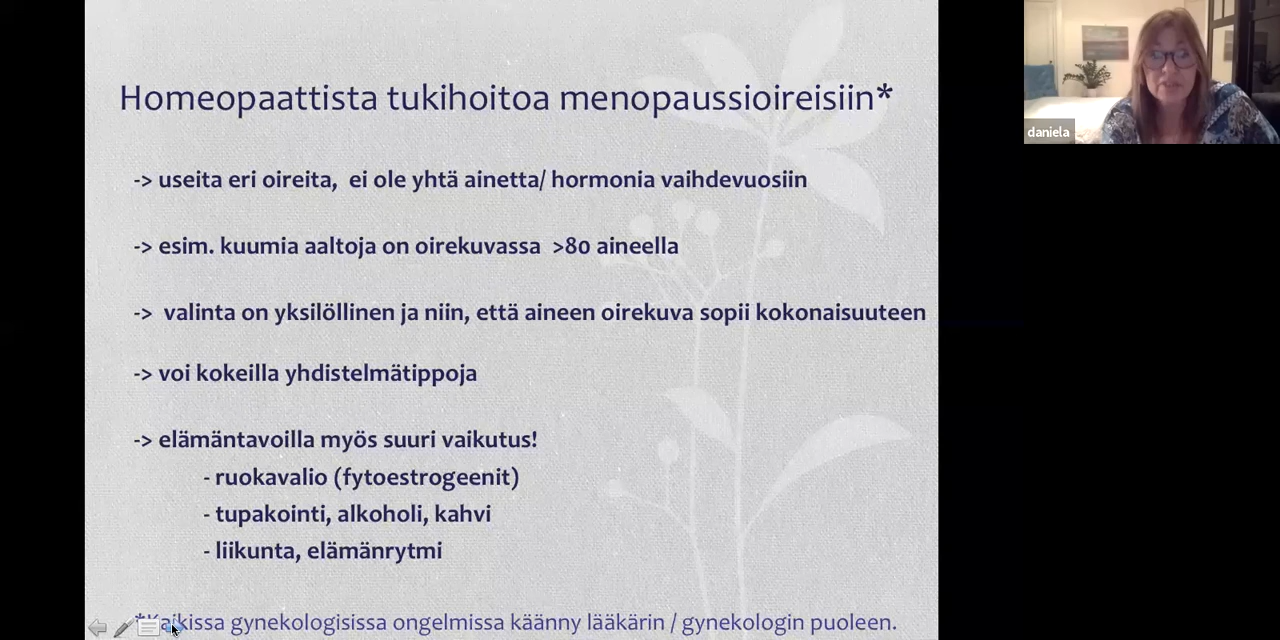 Homeopaattista tukihoitoa menopaussioireisiin*
daniela
-> useita eri oireita, ei ole yhtä ainetta/ hormonia vaihdevuosiin
-> esim. kuumia aaltoja on oirekuvassa >80 aineella
-> valinta on yksilöllinen ja niin, että aineen oirekuva sopii kokonaisuuteen
-> voi kokeilla yhdistelmätippoja
-> elämäntavoilla myös suuri vaikutus!
- ruokavalio (fytoestrogeenit)
- tupakointi, alkoholi, kahvi
- liikunta, elämänrytmi
*Kaikissa gynekologisissa ongelmissa käänny lääkärin / gynekologin puoleen.